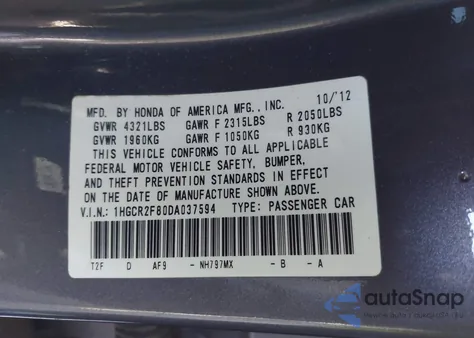 MFD. BY HONDA OF AMERICA MFG., INC. 10/'12
GVWR 4321LBS GAWR F 2315LBS R 2050LBS
GVWR 1960KG GAWR F 1050KG R 930KG
THIS VEHICLE CONFORMS TO ALL APPLICABLE
FEDERAL MOTOR VEHICLE SAFETY, BUMPER,
AND THEFT PREVENTION STANDARDS IN EFFECT
ON THE DATE OF MANUFACTURE SHOWN ABOVE.
V.I.N.: 1HGCR2F80DA037594 TYPE: PASSENGER CAR
T2F D AF9 - NH797MX - B - A
autoSnap